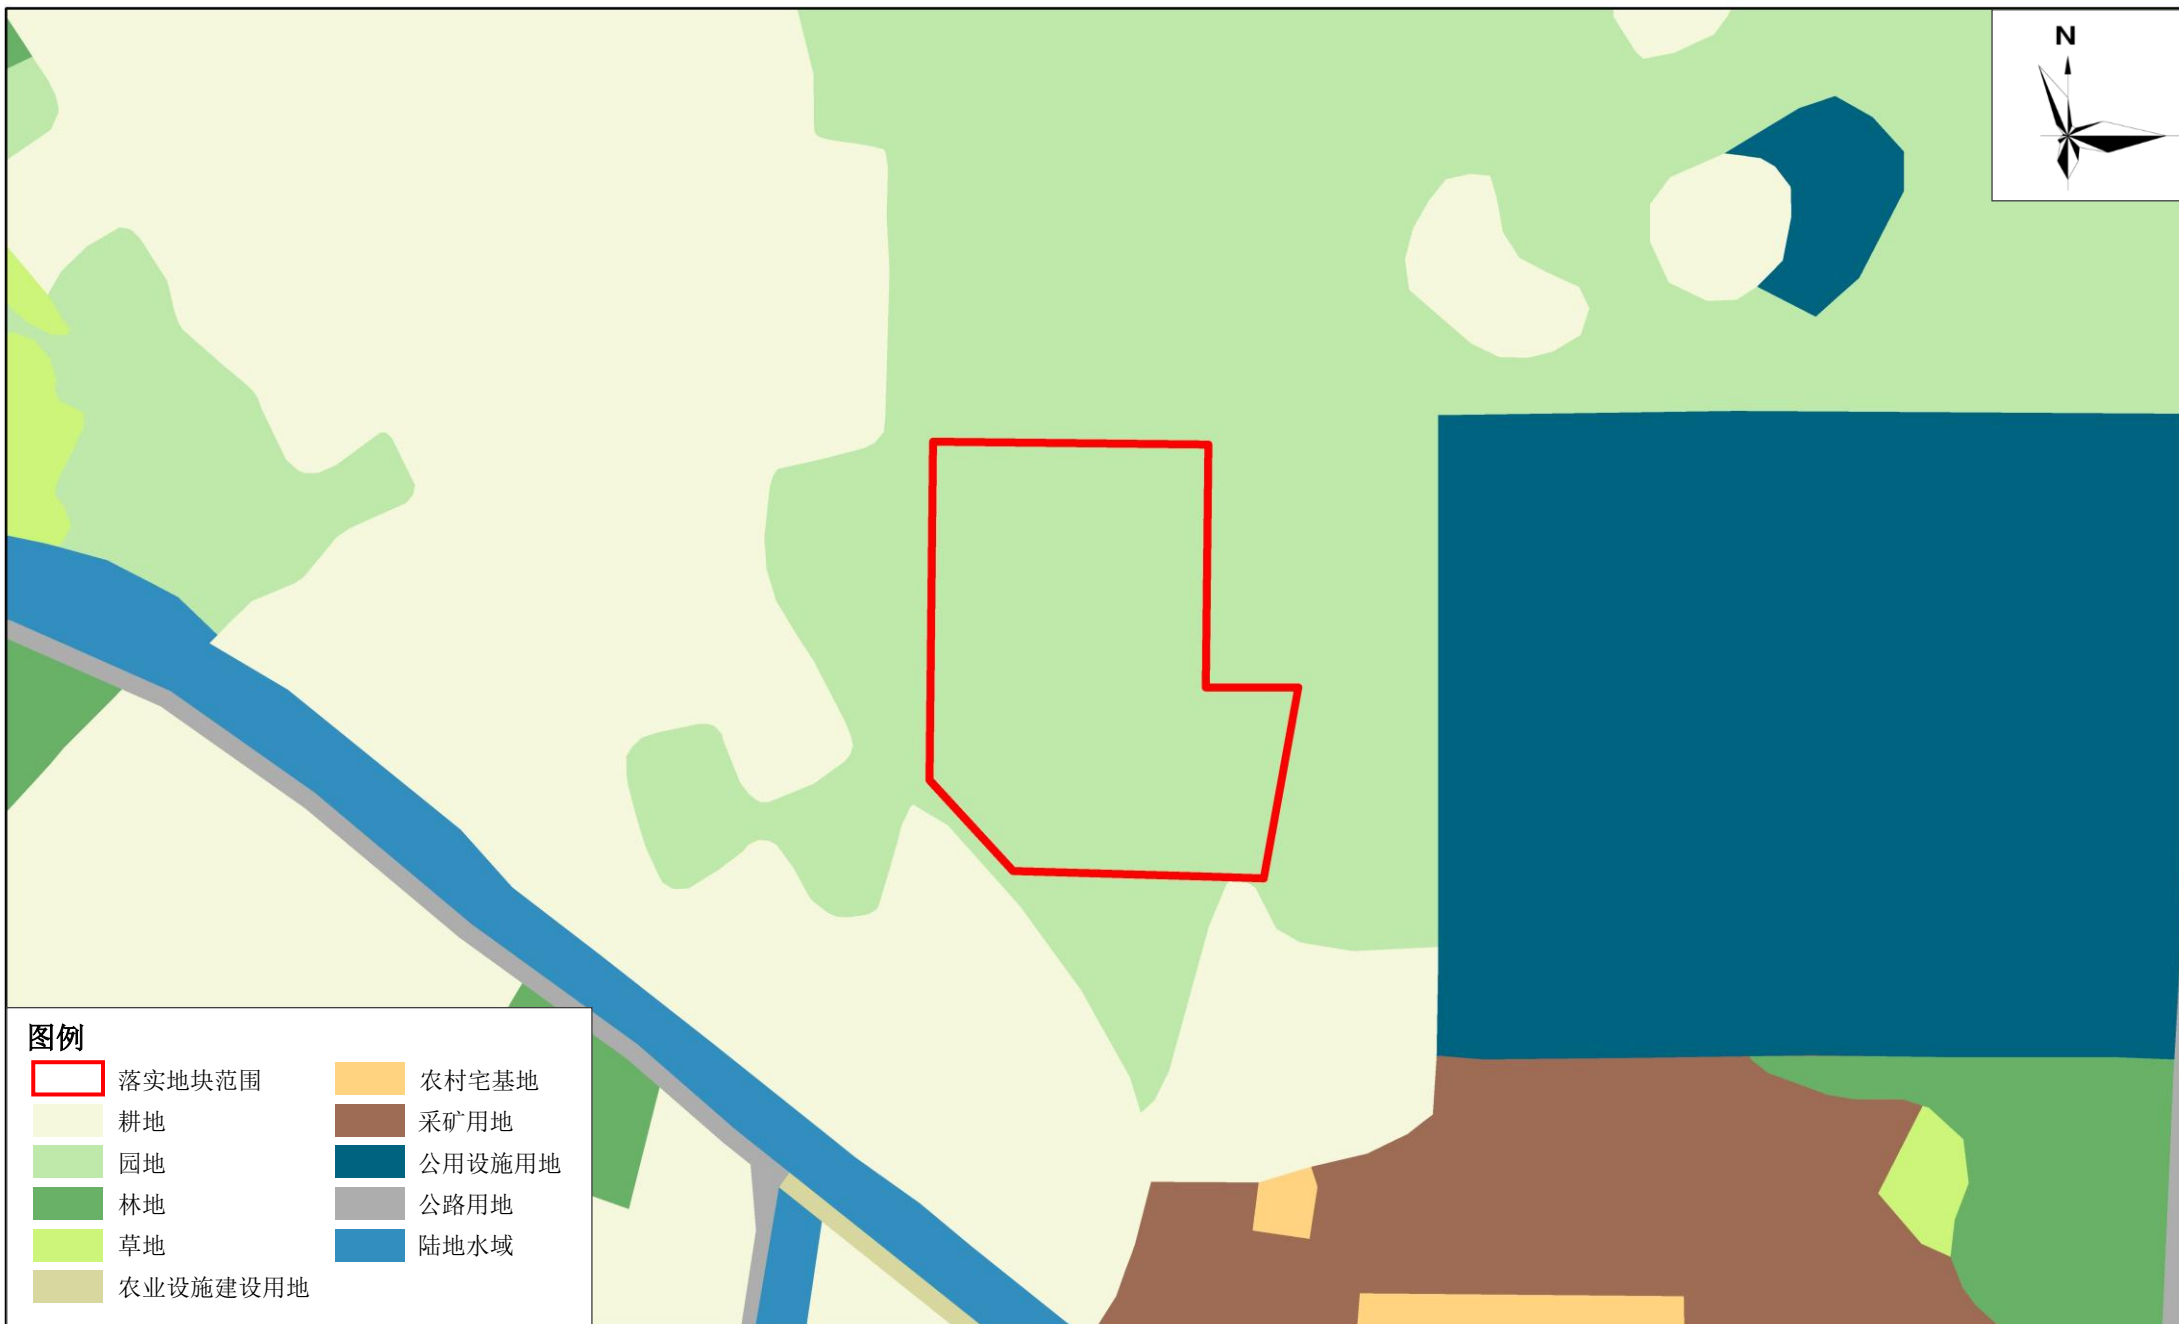 N
图例
落实地块范围
耕地
园地
林地
草地
农业设施建设用地
农村宅基地
采矿用地
公用设施用地
公路用地
陆地水域